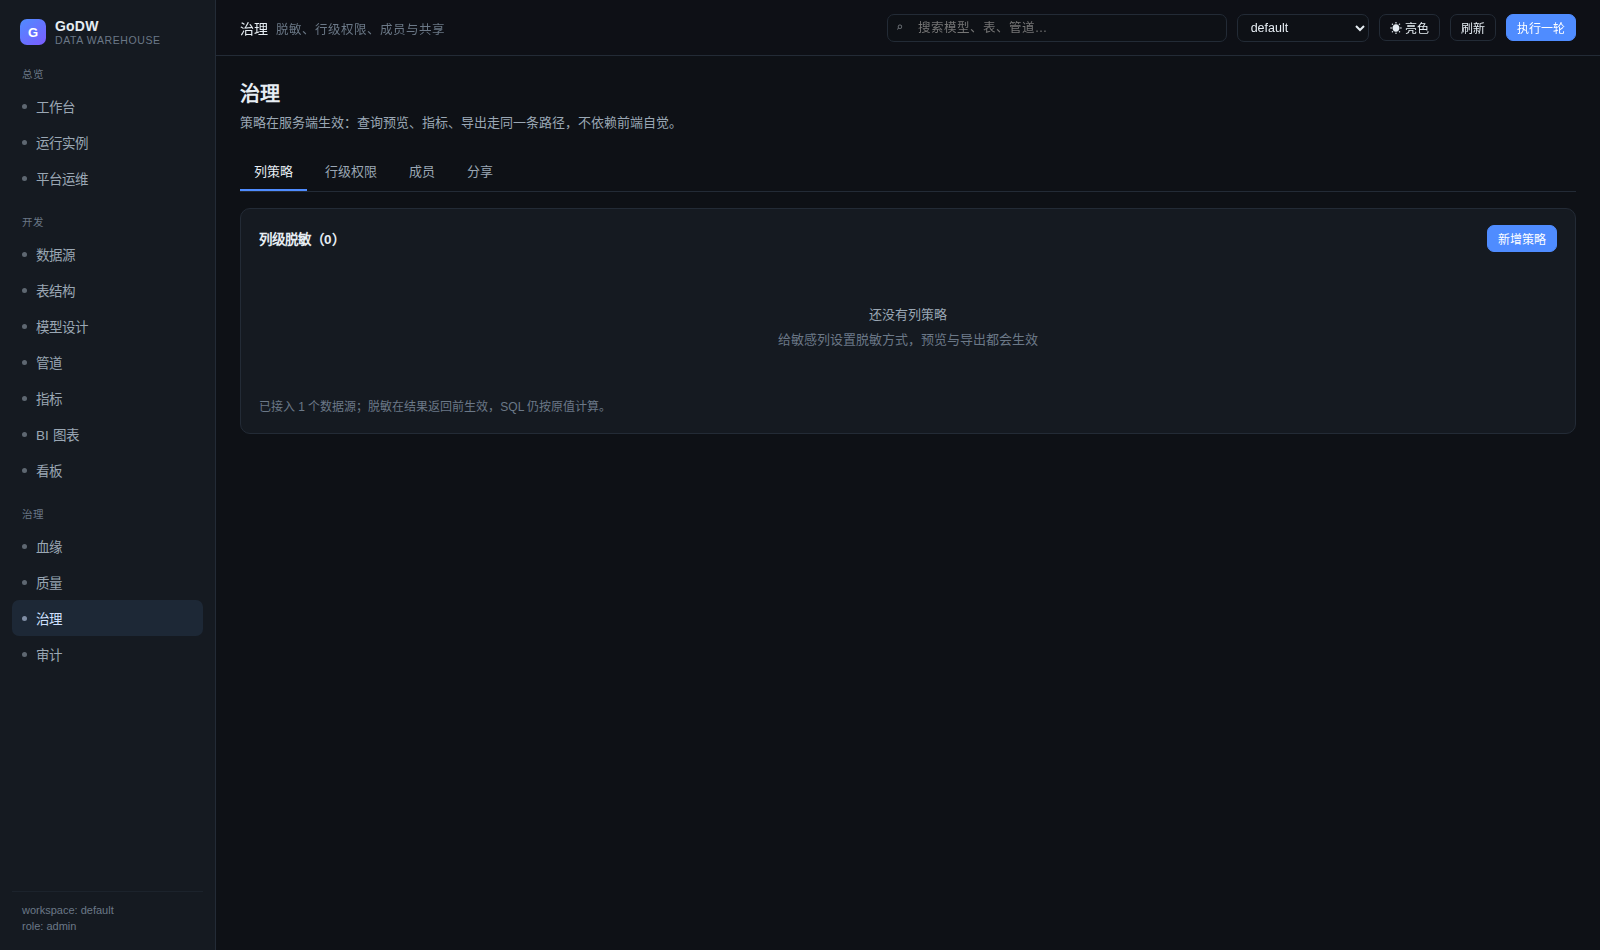 G
GoDW
DATA WAREHOUSE
总览
工作台
运行实例
平台运维
开发
数据源
表结构
模型设计
管道
指标
BI 图表
看板
治理
血缘
质量
治理
审计
workspace: default
role: admin
治理 脱敏、行级权限、成员与共享
搜索模型、表、管道…
default
亮色
刷新
执行一轮
治理
策略在服务端生效：查询预览、指标、导出走同一条路径，不依赖前端自觉。
列策略 行级权限 成员 分享
列级脱敏（0）
新增策略
还没有列策略
给敏感列设置脱敏方式，预览与导出都会生效
已接入 1 个数据源；脱敏在结果返回前生效，SQL 仍按原值计算。